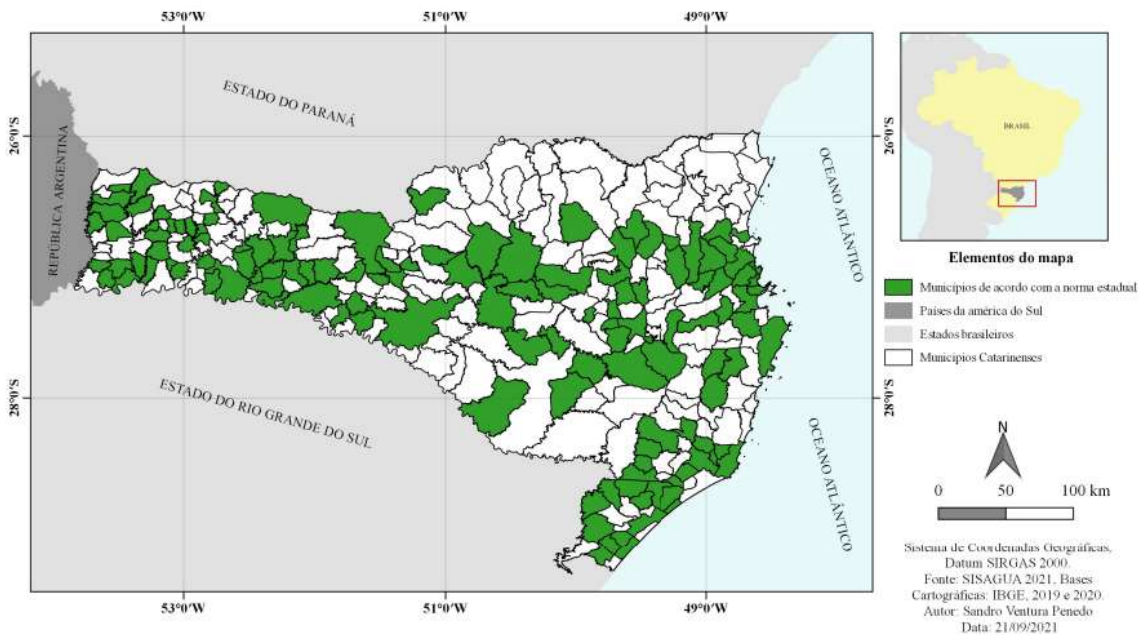 53°0'W
51°0'W
49°0'W
26°0'S
28°0'S
ESTADO DO PARANÁ
REPÚBLICA ARGENTINA
OCEANO ATLÂNTICO
ESTADO DO RIO GRANDE DO SUL
OCEANO ATLÂNTICO
26°0'S
28°0'S
53°0'W
51°0'W
49°0'W
BRASIL
Elementos do mapa
Municípios de acordo com a norma estadual
Países da américa do Sul
Estados brasileiros
Municípios Catarinenses
N
0 50 100 km
Sistema de Coordenadas Geográficas,
Datum SIRGAS 2000.
Fonte: SISAGUA 2021, Bases
Cartográficas: IBGE, 2019 e 2020.
Autor: Sandro Ventura Penedo
Data: 21/09/2021